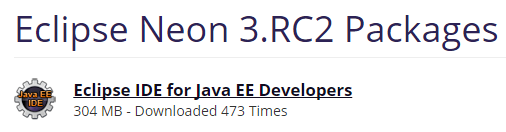 Eclipse Neon 3.RC2 Packages
Java EE
IDE
Eclipse IDE for Java EE Developers
304 MB - Downloaded 473 Times